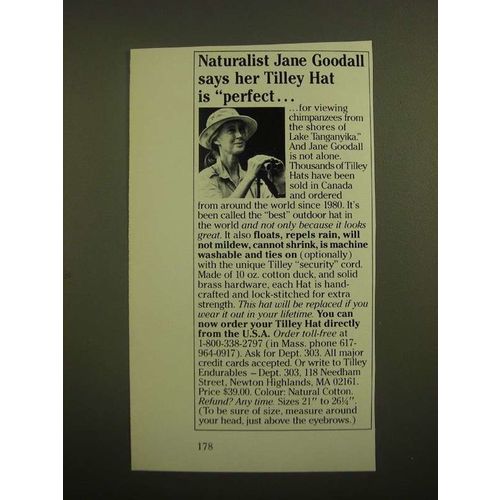 Naturalist Jane Goodall
says her Tilley Hat
is “perfect...
...for viewing
chimpanzees from
the shores of
Lake Tanganyika.”
And Jane Goodall
is not alone.
Thousands of Tilley
Hats have been
sold in Canada
and ordered
from around the world since 1980. It's
been called the “best” outdoor hat in
the world and not only because it looks
great. It also floats, repels rain, will
not mildew, cannot shrink, is machine
washable and ties on (optionally)
with the unique Tilley “security” cord.
Made of 10 oz. cotton duck, and solid
brass hardware, each Hat is hand-
crafted and lock-stitched for extra
strength. This hat will be replaced if you
wear it out in your lifetime. You can
now order your Tilley Hat directly
from the U.S.A. Order toll-free at
1-800-338-2797 (in Mass. phone 617-
964-0917). Ask for Dept. 303. All major
credit cards accepted. Or write to Tilley
Endurables – Dept. 303, 118 Needham
Street, Newton Highlands, MA 02161.
Price $39.00. Colour: Natural Cotton.
Refund? Any time. Sizes 21″ to 26¼″.
(To be sure of size, measure around
your head, just above the eyebrows.)
178